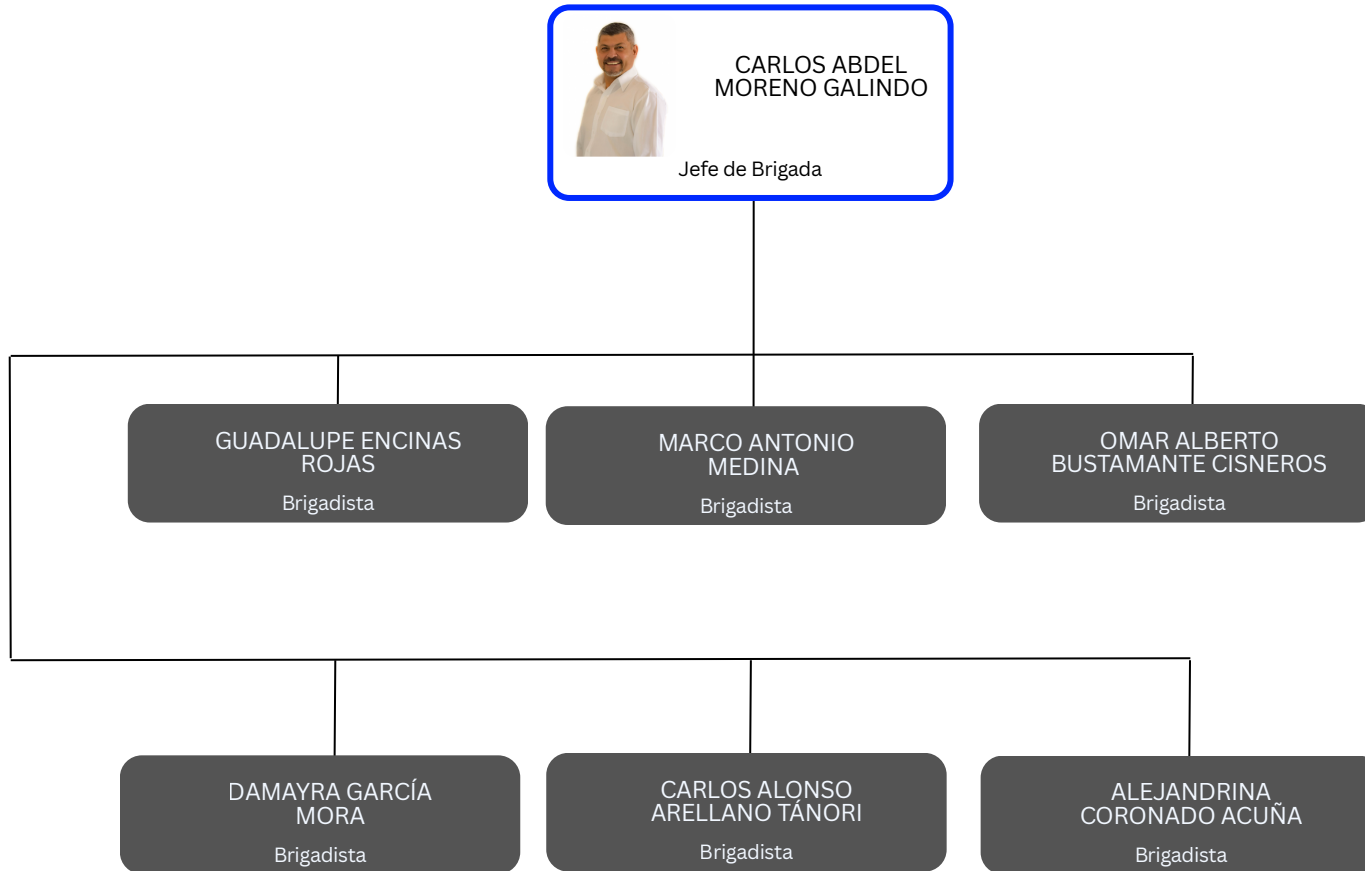 CARLOS ABDEL
MORENO GALINDO
Jefe de Brigada
GUADALUPE ENCINAS
ROJAS
Brigadista
MARCO ANTONIO
MEDINA
Brigadista
OMAR ALBERTO
BUSTAMANTE CISNEROS
Brigadista
DAMAYRA GARCÍA
MORA
Brigadista
CARLOS ALONSO
ARELLANO TÁNORI
Brigadista
ALEJANDRINA
CORONADO ACUÑA
Brigadista